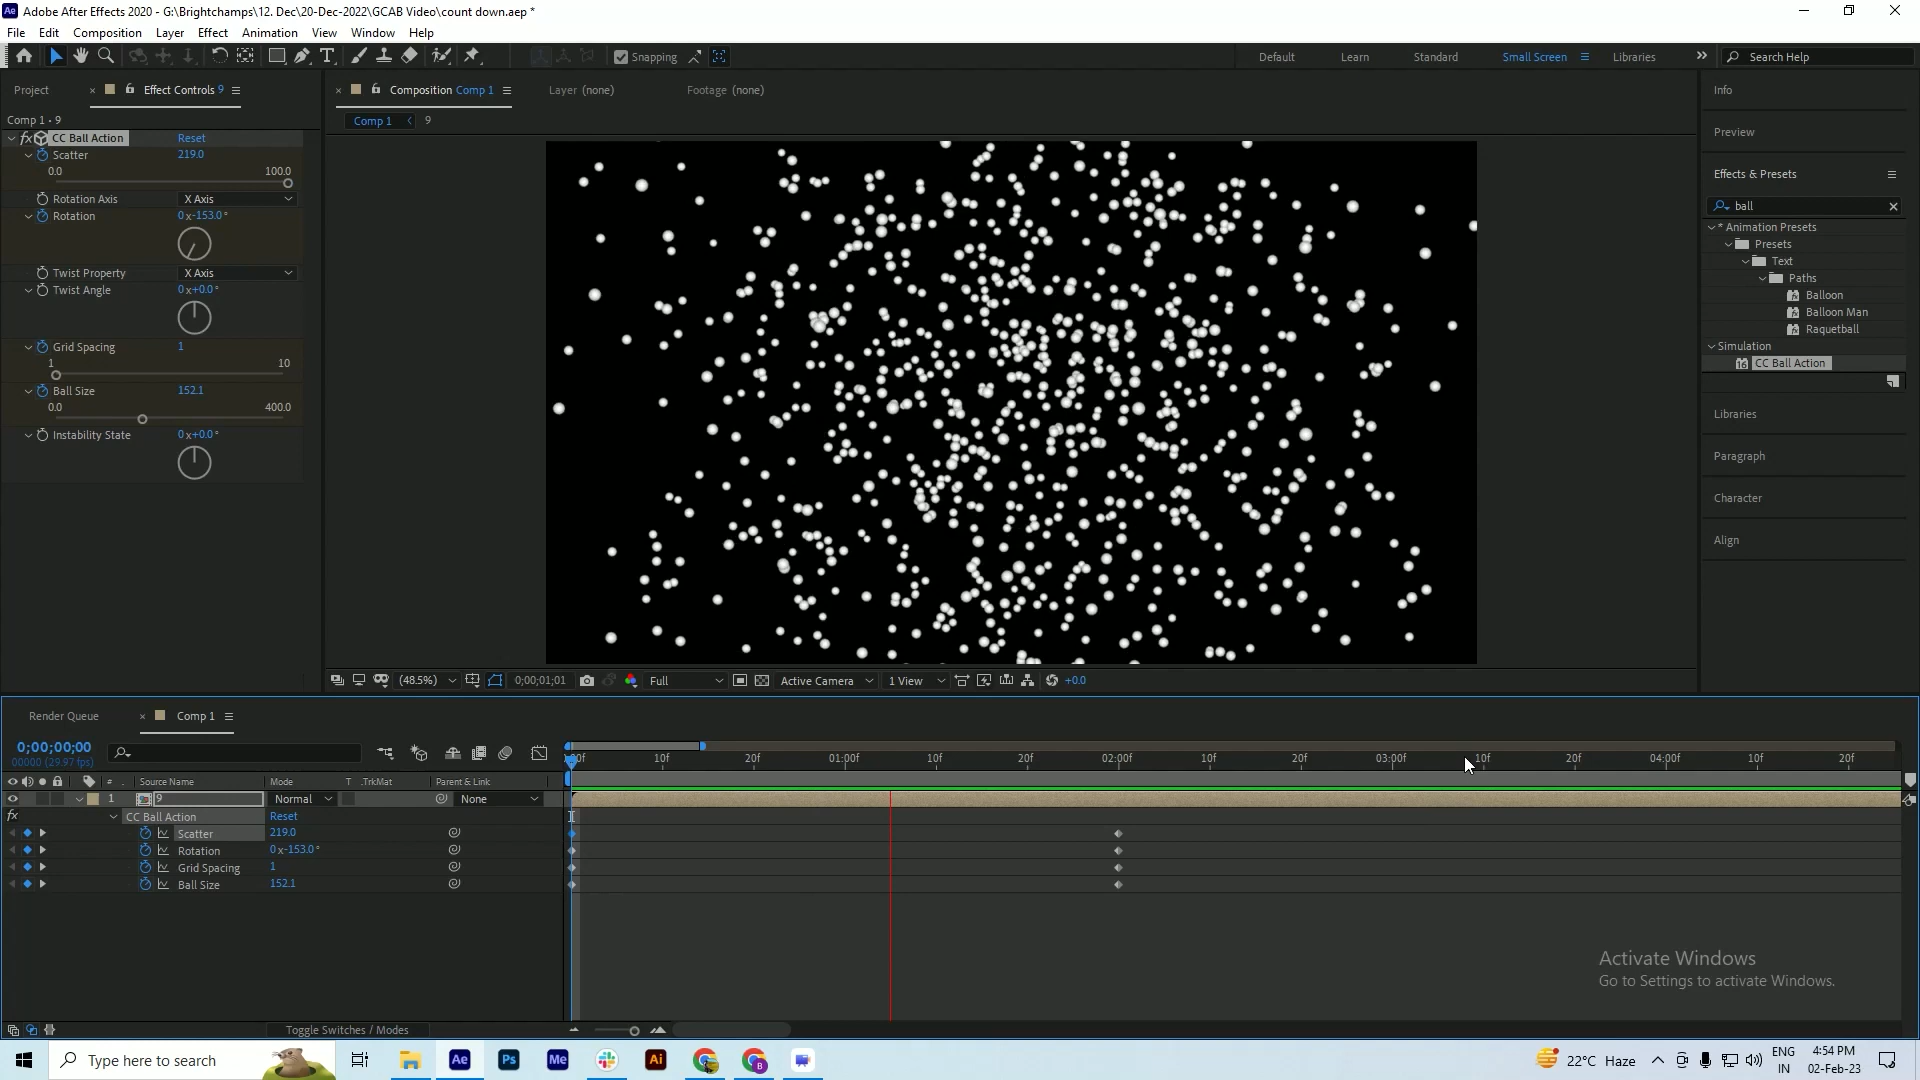 Adobe After Effects 2020 - G:\Brightchamps\12. Dec\20-Dec-2022\GCAB Video\count down.aep *
File Edit Composition Layer Effect Animation View Window Help
Snapping
Default Learn Standard Small Screen Libraries Search Help
Project Effect Controls 9
Comp 1 • 9
fx CC Ball Action Reset
Scatter 219.0
0.0 100.0
Rotation Axis X Axis
Rotation 0x-153.0°
Twist Property X Axis
Twist Angle 0x+0.0°
Grid Spacing 1
1 10
Ball Size 152.1
0.0 400.0
Instability State 0x+0.0°
Composition Comp 1 Layer (none) Footage (none)
Comp 1 9
(48.5%) 0;00;01;01 Full Active Camera 1 View +0.0
Info
Preview
Effects & Presets
ball
* Animation Presets
Presets
Text
Paths
Balloon
Balloon Man
Raquetball
Simulation
CC Ball Action
Libraries
Paragraph
Character
Align
Render Queue Comp 1
0;00;00;00
00000 (29.97 fps)
10f 20f 01:00f 10f 20f 02:00f 10f 20f 03:00f 10f 20f 04:00f 10f 20f
# Source Name Mode T .TrkMat Parent & Link
1 9 Normal None
fx CC Ball Action Reset
Scatter 219.0
Rotation 0x-153.0°
Grid Spacing 1
Ball Size 152.1
Toggle Switches / Modes
Activate Windows
Go to Settings to activate Windows.
Type here to search
Ae Ps Me Ai
22°C Haze
ENG
IN
4:54 PM
02-Feb-23